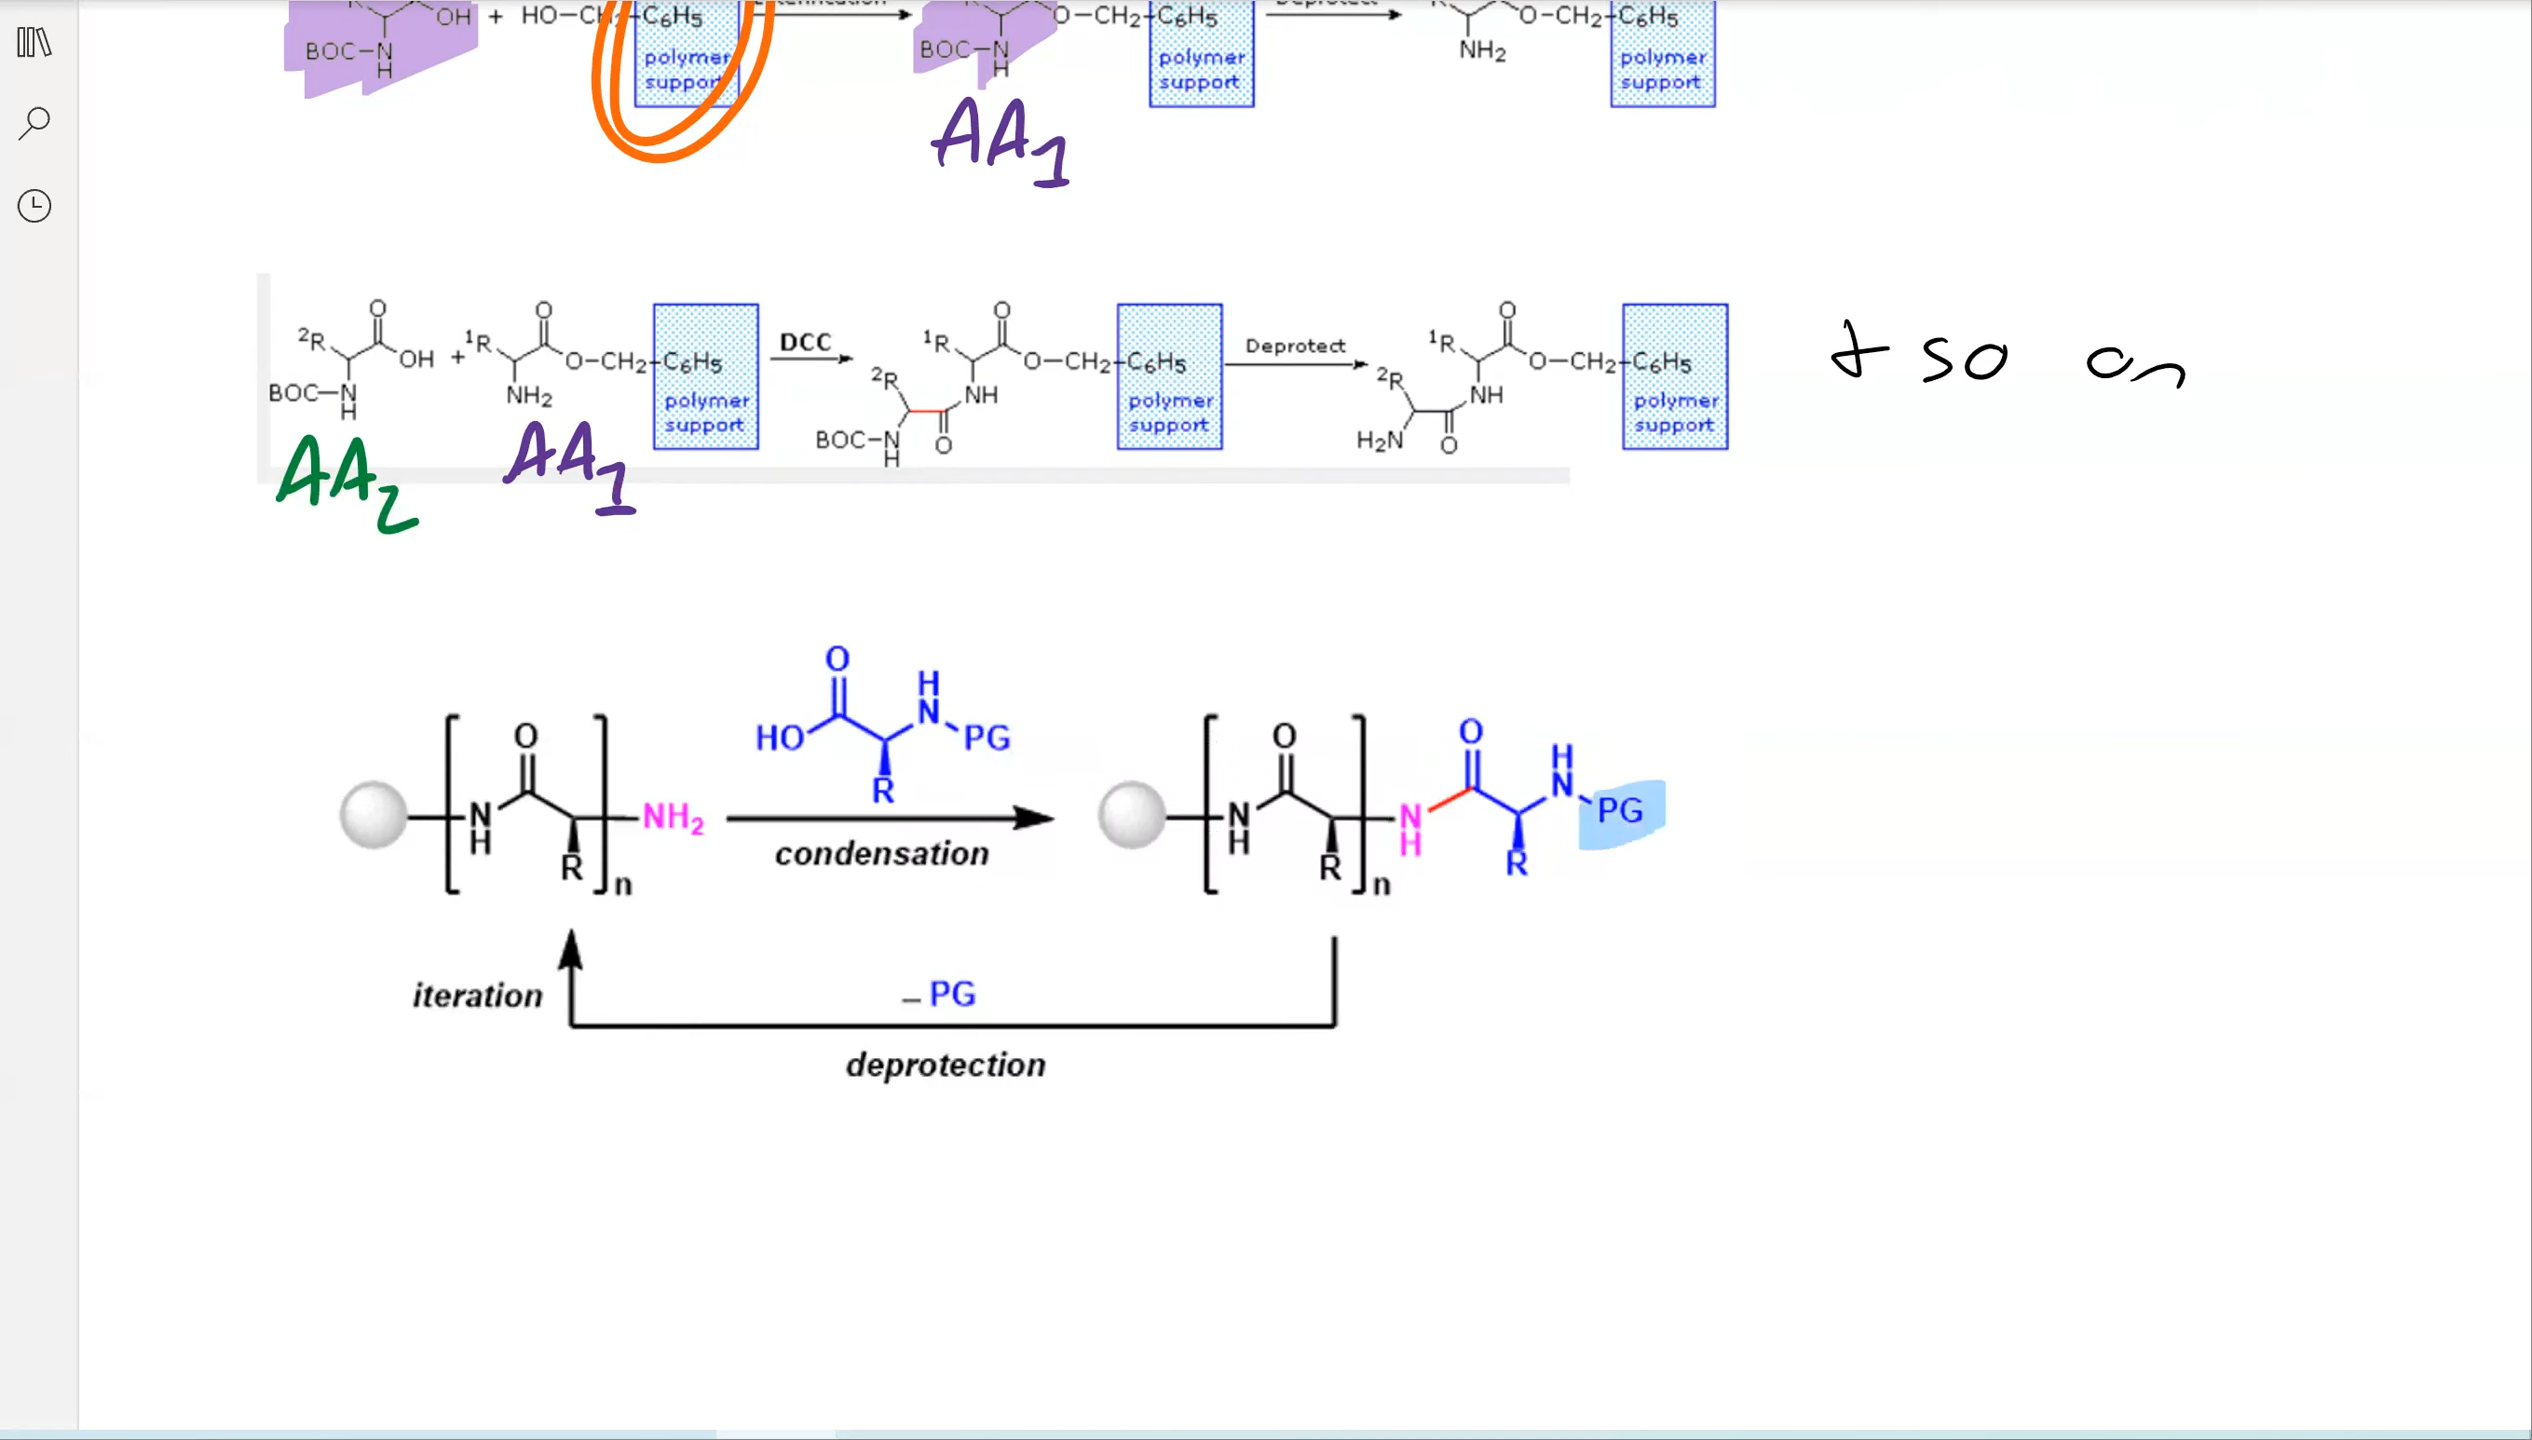 OH + HO–CH2–C6H5
BOC–N
H
polymer
support
O–CH2–C6H5
BOC–N
H
polymer
support
O–CH2–C6H5
NH2
polymer
support
AA1
2R O OH
BOC–N
H
+ 1R O O–CH2–C6H5
NH2
polymer
support
DCC
1R O O–CH2–C6H5
2R NH
BOC–N O
H
polymer
support
Deprotect
1R O O–CH2–C6H5
2R NH
H2N O
polymer
support
+ so on
AA2
AA1
O
HO
H
N
PG
R
O
N
H
R
n
NH2
condensation
O
N
H
R
n
N
H
O
H
N
PG
R
iteration
– PG
deprotection